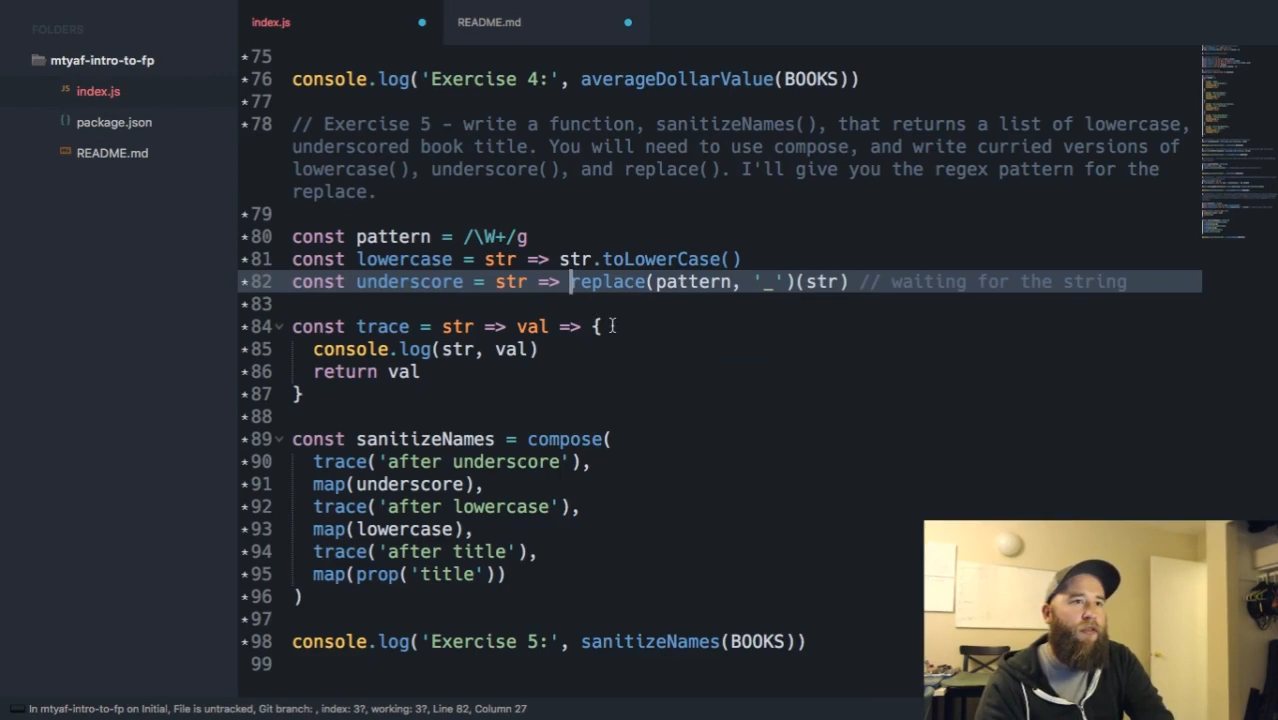 index.js
README.md
FOLDERS
mtyaf-intro-to-fp
index.js
package.json
README.md
75
76 console.log('Exercise 4:', averageDollarValue(BOOKS))
77
78 // Exercise 5 - write a function, sanitizeNames(), that returns a list of lowercase,
underscored book title. You will need to use compose, and write curried versions of
lowercase(), underscore(), and replace(). I'll give you the regex pattern for the
replace.
79
80 const pattern = /\W+/g
81 const lowercase = str => str.toLowerCase()
82 const underscore = str => replace(pattern, '_')(str) // waiting for the string
83
84 const trace = str => val => {
85 console.log(str, val)
86 return val
87 }
88
89 const sanitizeNames = compose(
90 trace('after underscore'),
91 map(underscore),
92 trace('after lowercase'),
93 map(lowercase),
94 trace('after title'),
95 map(prop('title'))
96 )
97
98 console.log('Exercise 5:', sanitizeNames(BOOKS))
99
In mtyaf-intro-to-fp on Initial, File is untracked, Git branch: , index: 3?, working: 3?, Line 82, Column 27